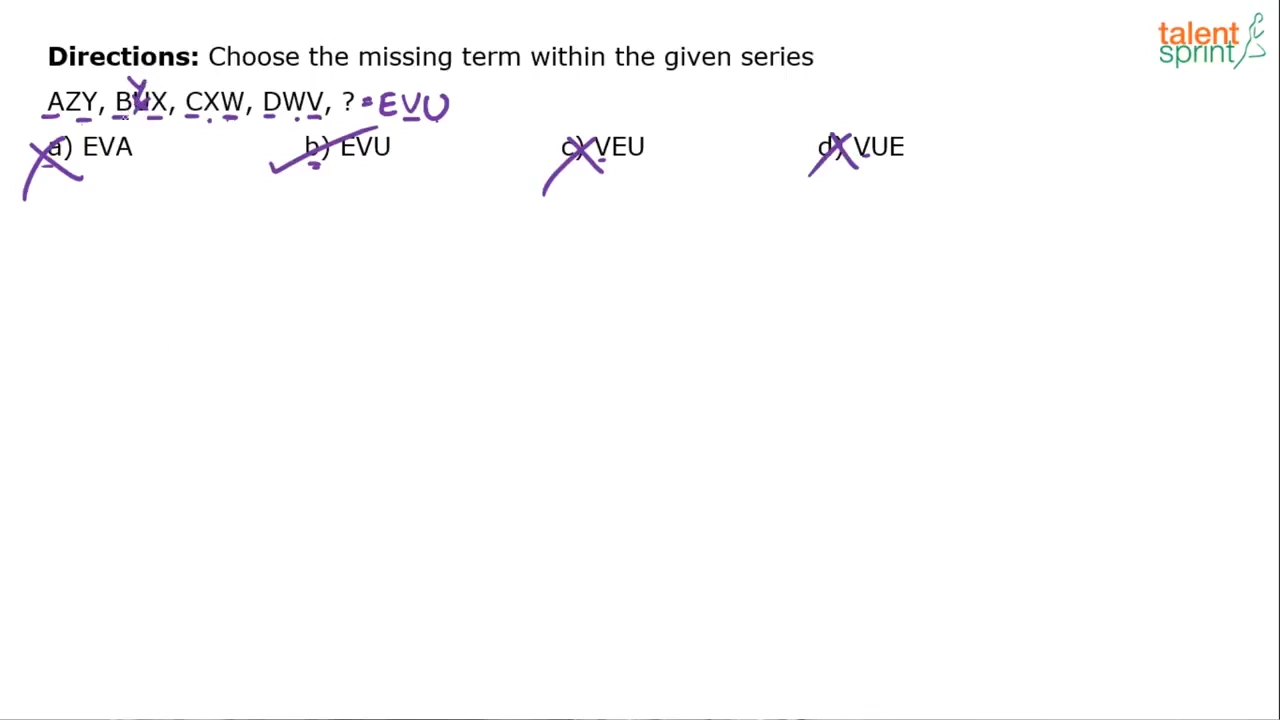 talent
sprint
Directions: Choose the missing term within the given series
Y
AZY, BUX, CXW, DWV, ? = EVU
a) EVA b) EVU c) VEU d) VUE